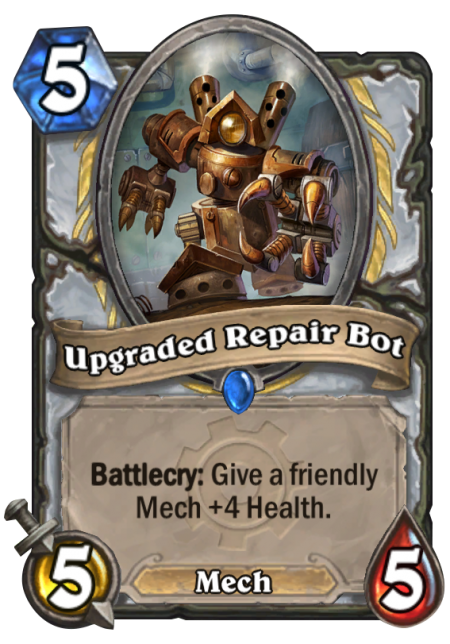 5
Upgraded Repair Bot
Battlecry: Give a friendly
Mech +4 Health.
5
Mech
5